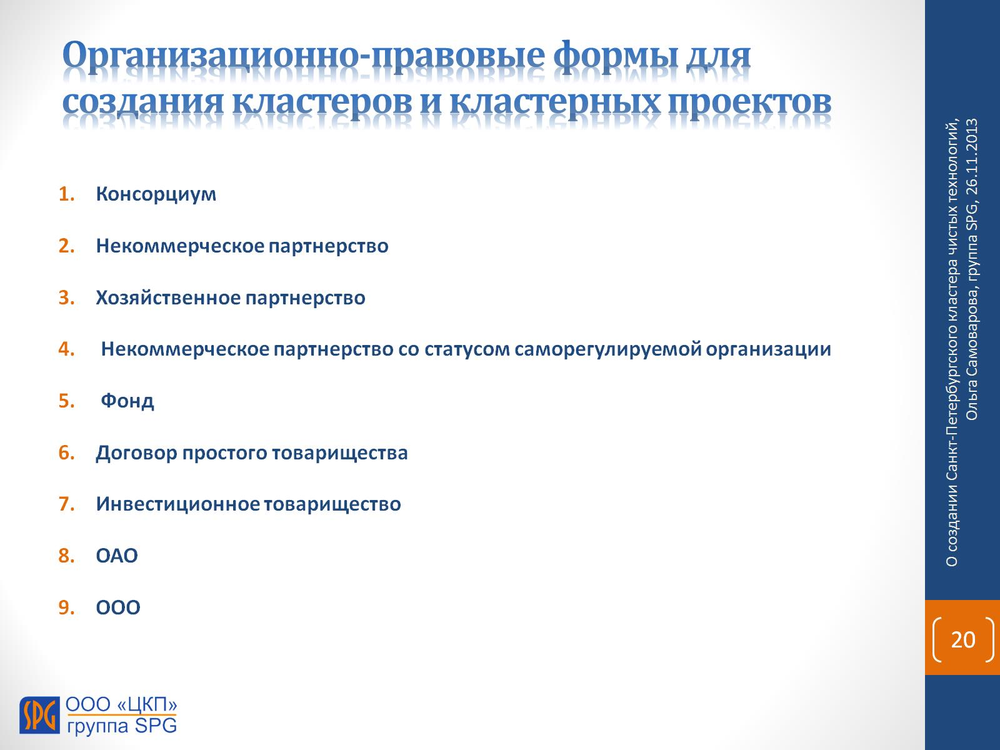 Организационно-правовые формы для
создания кластеров и кластерных проектов
1. Консорциум
2. Некоммерческое партнерство
3. Хозяйственное партнерство
4. Некоммерческое партнерство со статусом саморегулируемой организации
5. Фонд
6. Договор простого товарищества
7. Инвестиционное товарищество
8. ОАО
9. ООО
О создании Санкт-Петербургского кластера чистых технологий,
Ольга Самоварова, группа SPG, 26.11.2013
20
SPG
ООО «ЦКП»
группа SPG